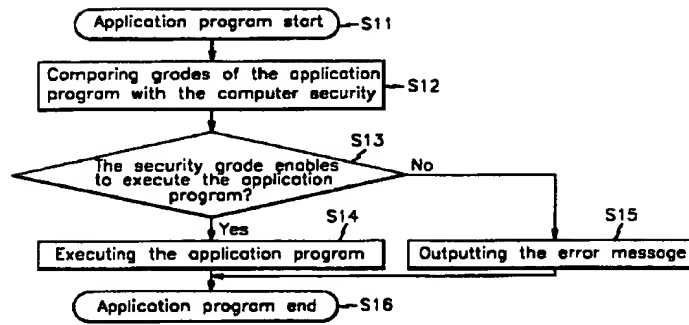 Application program start
S11
Comparing grades of the application
program with the computer security
S12
S13
The security grade enables
to execute the application
program?
No
Yes
S14
Executing the application program
S15
Outputting the error message
Application program end
S16